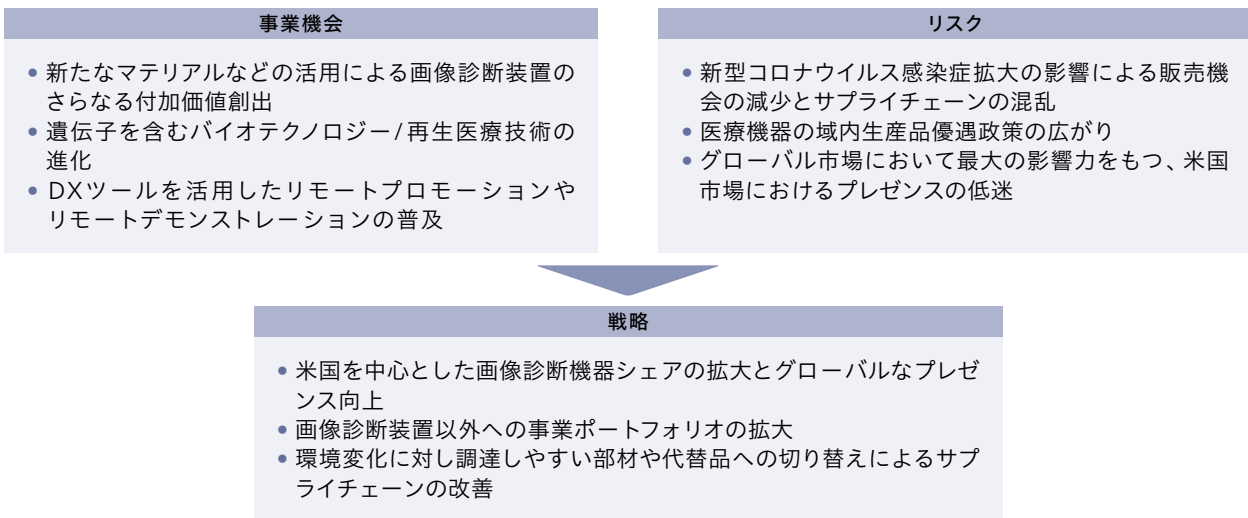 事業機会
• 新たなマテリアルなどの活用による画像診断装置の
さらなる付加価値創出
• 遺伝子を含むバイオテクノロジー/再生医療技術の
進化
• DXツールを活用したリモートプロモーションや
リモートデモンストレーションの普及
リスク
• 新型コロナウイルス感染症拡大の影響による販売機
会の減少とサプライチェーンの混乱
• 医療機器の域内生産品優遇政策の広がり
• グローバル市場において最大の影響力をもつ、米国
市場におけるプレゼンスの低迷
戦略
• 米国を中心とした画像診断機器シェアの拡大とグローバルなプレゼ
ンス向上
• 画像診断装置以外への事業ポートフォリオの拡大
• 環境変化に対し調達しやすい部材や代替品への切り替えによるサプ
ライチェーンの改善